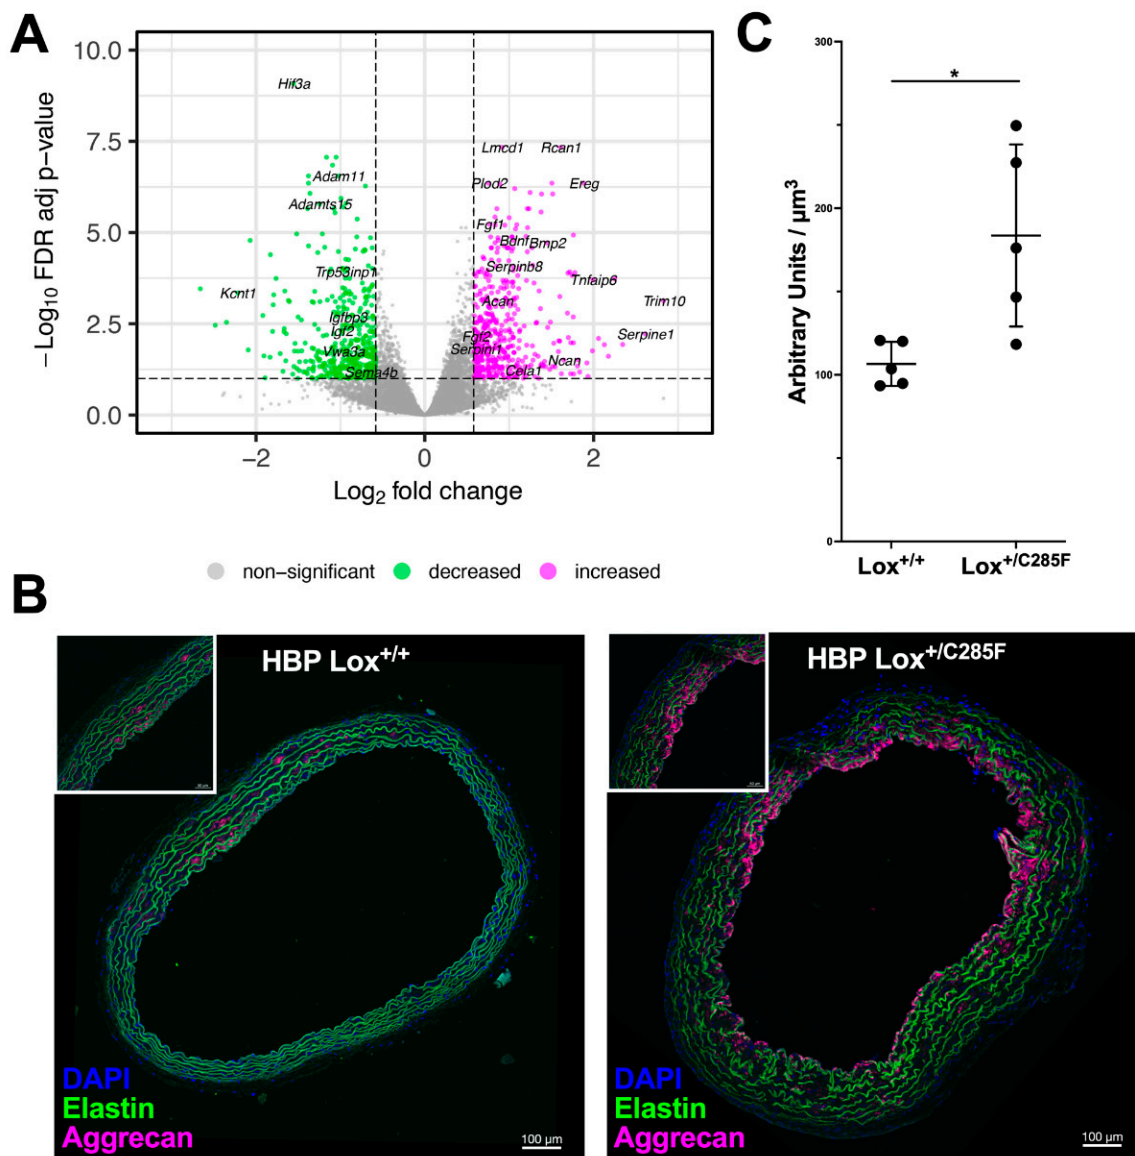 A
10.0
7.5
5.0
2.5
0.0
−Log10 FDR adj p−value
Hif3a
Lmcd1 Rcan1
Adam11 Plod2 Ereg
Adamts15
Fgf1
Bdnf Bmp2
Trp53inp1 Serpinb8
Tnfaip6
Kcnt1 Acan Trim10
Igfbp3
Igf2 Fgf2 Serpine1
Vwa3a Serpini1
Ncan
Sema4b Cela1
−2 0 2
Log2 fold change
non−significant decreased increased
C
300
200
100
0
Arbitrary Units / µm3
*
Lox+/+ Lox+/C285F
B
HBP Lox+/+
DAPI
Elastin
Aggrecan
100 µm
HBP Lox+/C285F
DAPI
Elastin
Aggrecan
100 µm